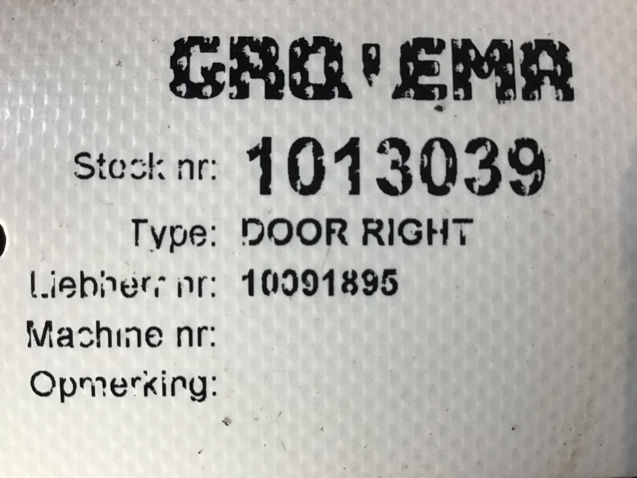 Stock nr: 1013039
Type: DOOR RIGHT
Liebherr nr: 10091895
Machine nr:
Opmerking: